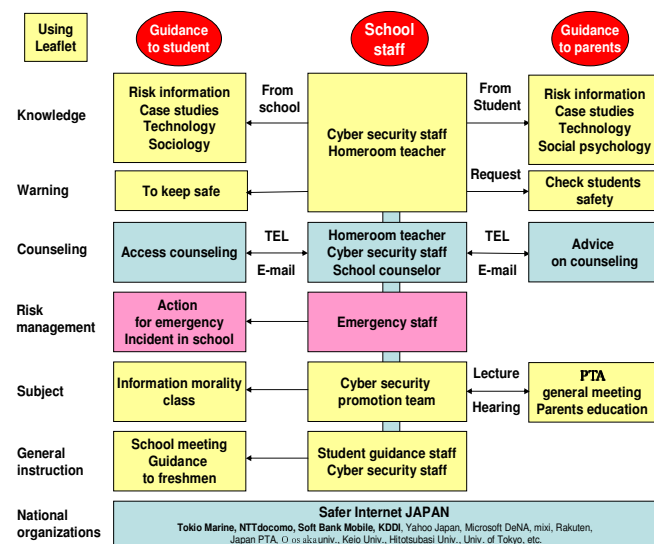 Using
Leaflet
Guidance
to student
School
staff
Guidance
to parents
Knowledge
Risk information
Case studies
Technology
Sociology
From
school
Cyber security staff
Homeroom teacher
From
Student
Risk information
Case studies
Technology
Social psychology
Warning
To keep safe
Request
Check students
safety
Counseling
Access counseling
TEL
E-mail
Homeroom teacher
Cyber security staff
School counselor
TEL
E-mail
Advice
on counseling
Risk
management
Action
for emergency
Incident in school
Emergency staff
Subject
Information morality
class
Cyber security
promotion team
Lecture
Hearing
PTA
general meeting
Parents education
General
instruction
School meeting
Guidance
to freshmen
Student guidance staff
Cyber security staff
National
organizations
Safer Internet JAPAN
Tokio Marine, NTTdocomo, Soft Bank Mobile, KDDI, Yahoo Japan, Microsoft DeNA, mixi, Rakuten,
Japan PTA, O os aka univ., Keio Univ., Hitotsubasi Univ., Univ. of Tokyo, etc.